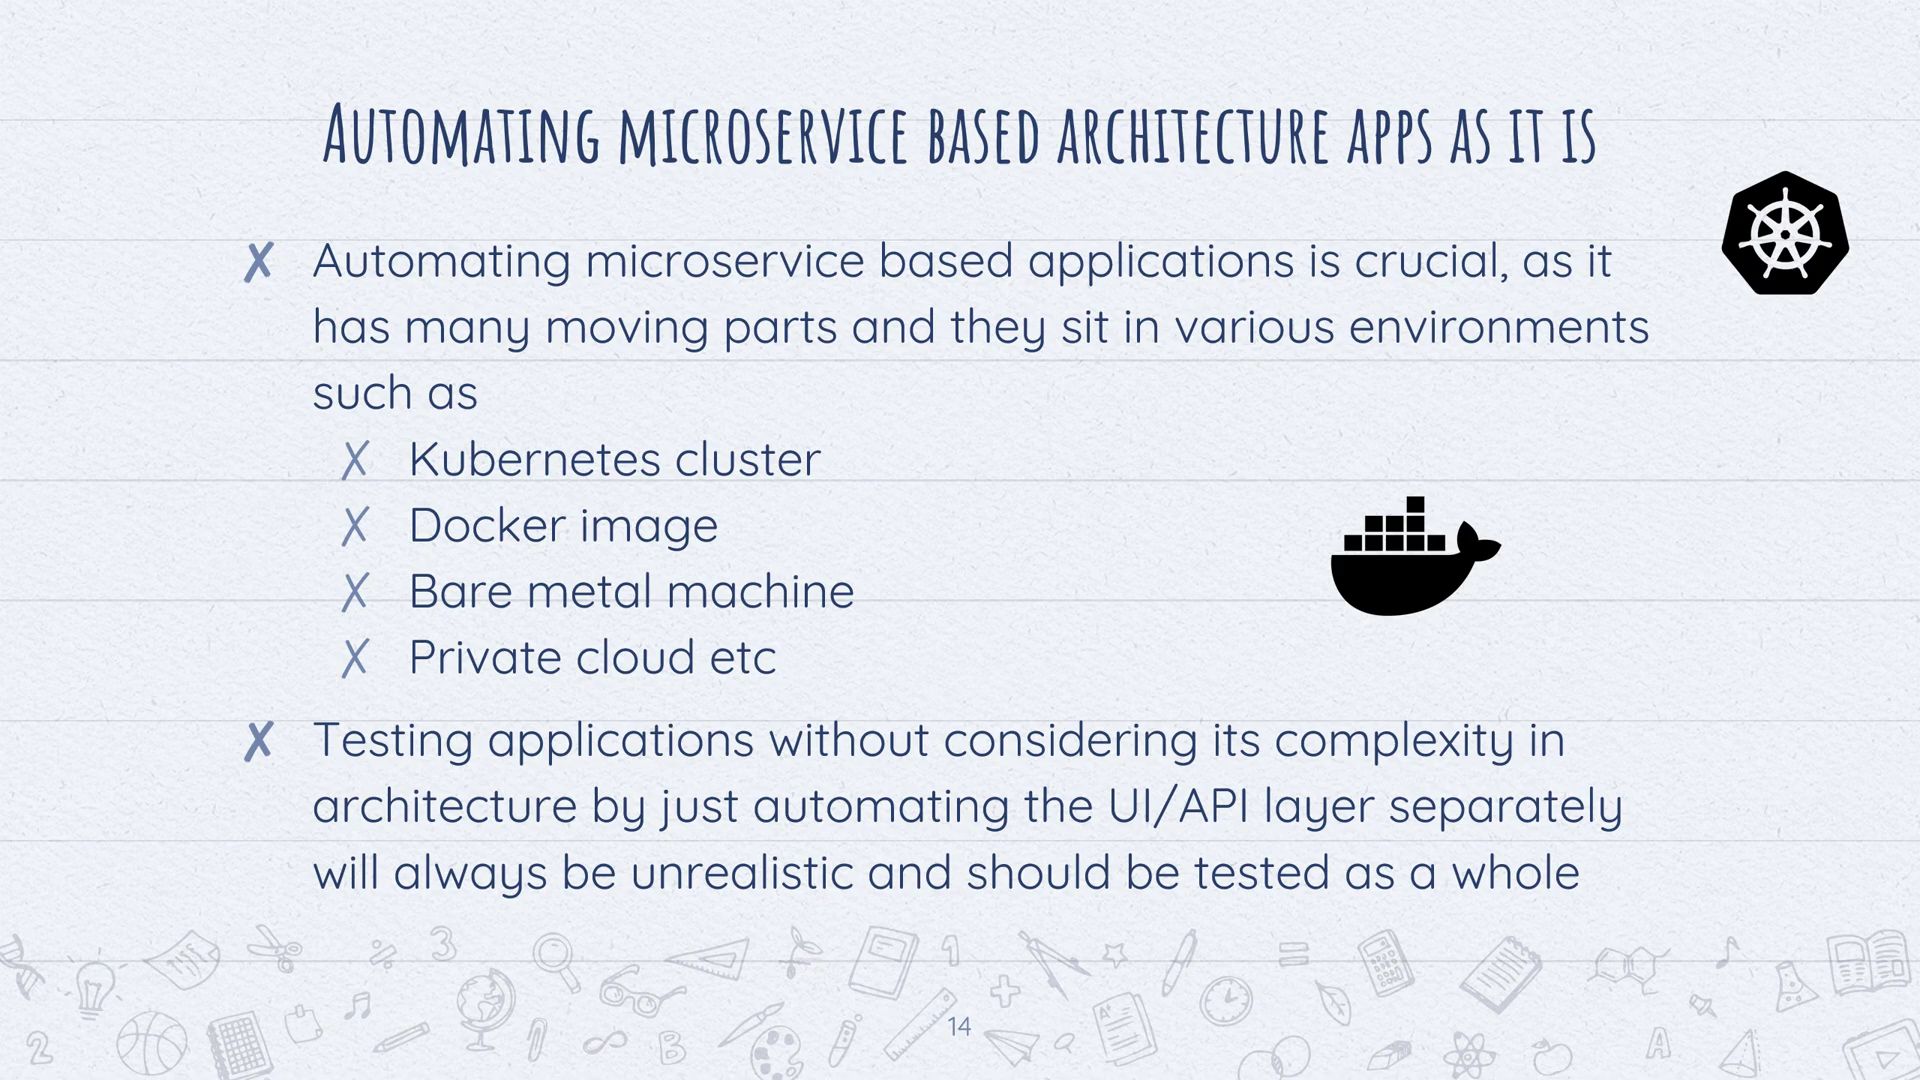 Automating microservice based architecture apps as it is
✗ Automating microservice based applications is crucial, as it
has many moving parts and they sit in various environments
such as
✗ Kubernetes cluster
✗ Docker image
✗ Bare metal machine
✗ Private cloud etc
✗ Testing applications without considering its complexity in
architecture by just automating the UI/API layer separately
will always be unrealistic and should be tested as a whole
14